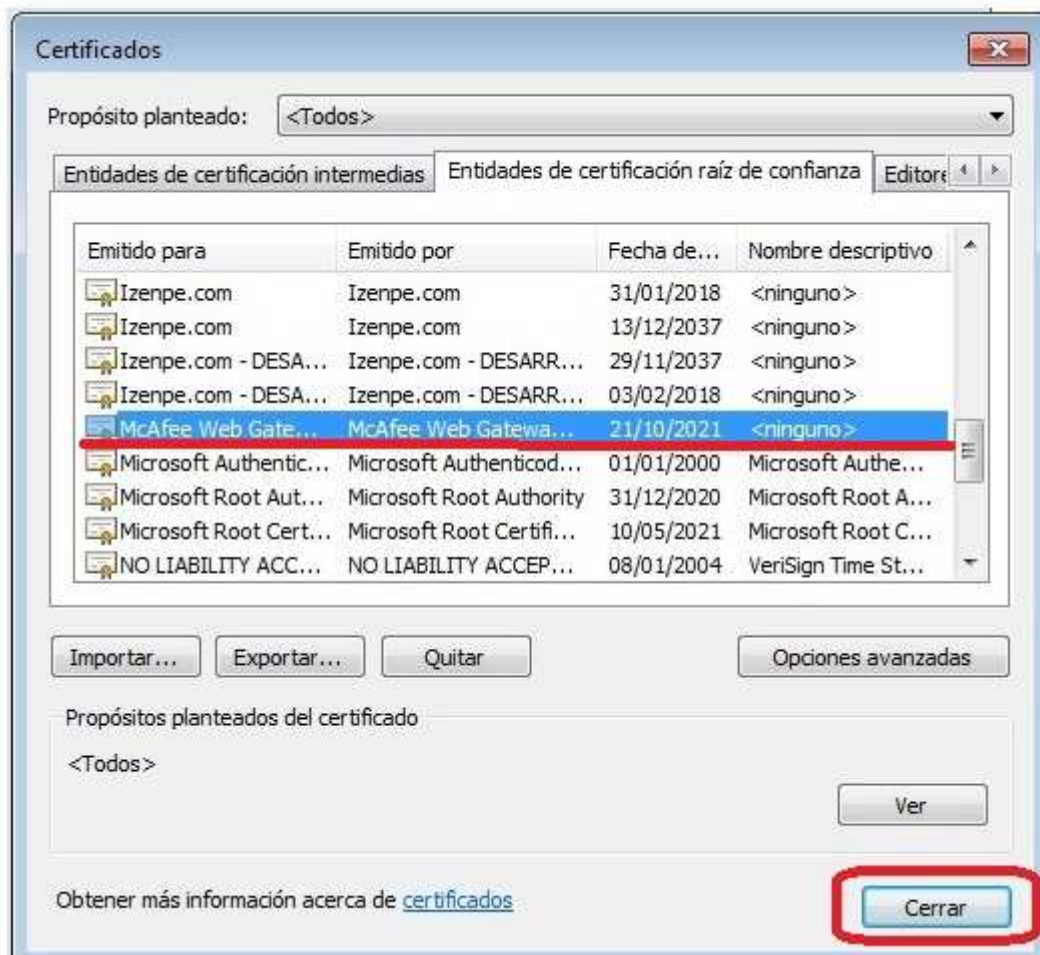 Certificados
Propósito planteado: <Todos>
Entidades de certificación intermedias Entidades de certificación raíz de confianza Editore
Emitido para Emitido por Fecha de... Nombre descriptivo
Izenpe.com Izenpe.com 31/01/2018 <ninguno>
Izenpe.com Izenpe.com 13/12/2037 <ninguno>
Izenpe.com - DESA... Izenpe.com - DESARR... 29/11/2037 <ninguno>
Izenpe.com - DESA... Izenpe.com - DESARR... 03/02/2018 <ninguno>
McAfee Web Gate... McAfee Web Gatewa... 21/10/2021 <ninguno>
Microsoft Authentic... Microsoft Authenticod... 01/01/2000 Microsoft Authe...
Microsoft Root Aut... Microsoft Root Authority 31/12/2020 Microsoft Root A...
Microsoft Root Cert... Microsoft Root Certifi... 10/05/2021 Microsoft Root C...
NO LIABILITY ACC... NO LIABILITY ACCEP... 08/01/2004 VeriSign Time St...
Importar... Exportar... Quitar Opciones avanzadas
Propósitos planteados del certificado
<Todos>
Ver
Obtener más información acerca de certificados
Cerrar